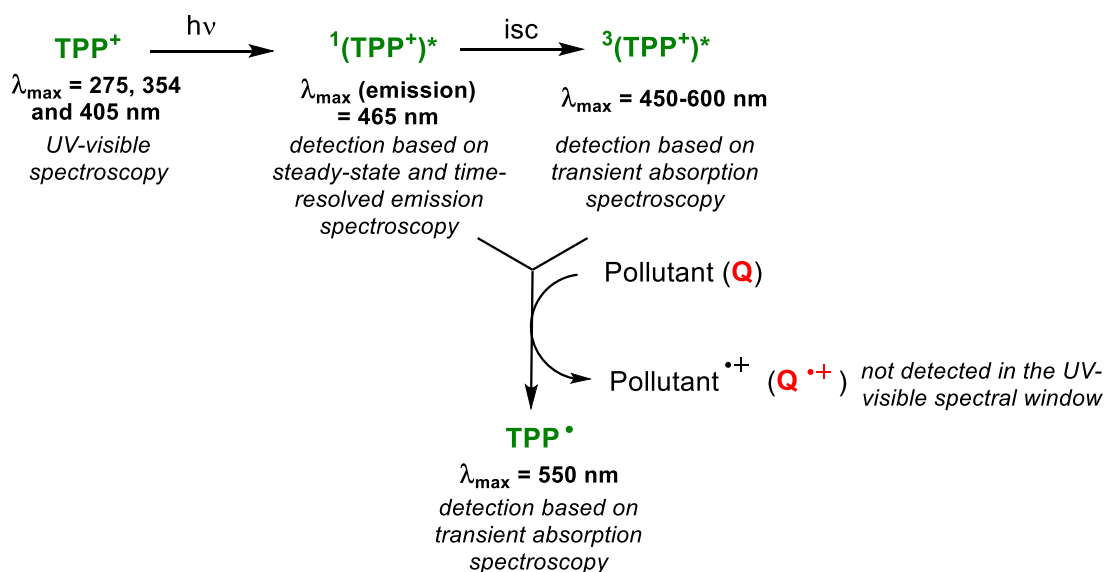 TPP⁺
hν
¹(TPP⁺)*
isc
³(TPP⁺)*
λmax = 275, 354
and 405 nm
UV-visible
spectroscopy
λmax (emission)
= 465 nm
detection based on
steady-state and time-
resolved emission
spectroscopy
λmax = 450-600 nm
detection based on
transient absorption
spectroscopy
Pollutant (Q)
Pollutant •+ (Q •+)
not detected in the UV-
visible spectral window
TPP •
λmax = 550 nm
detection based on
transient absorption
spectroscopy